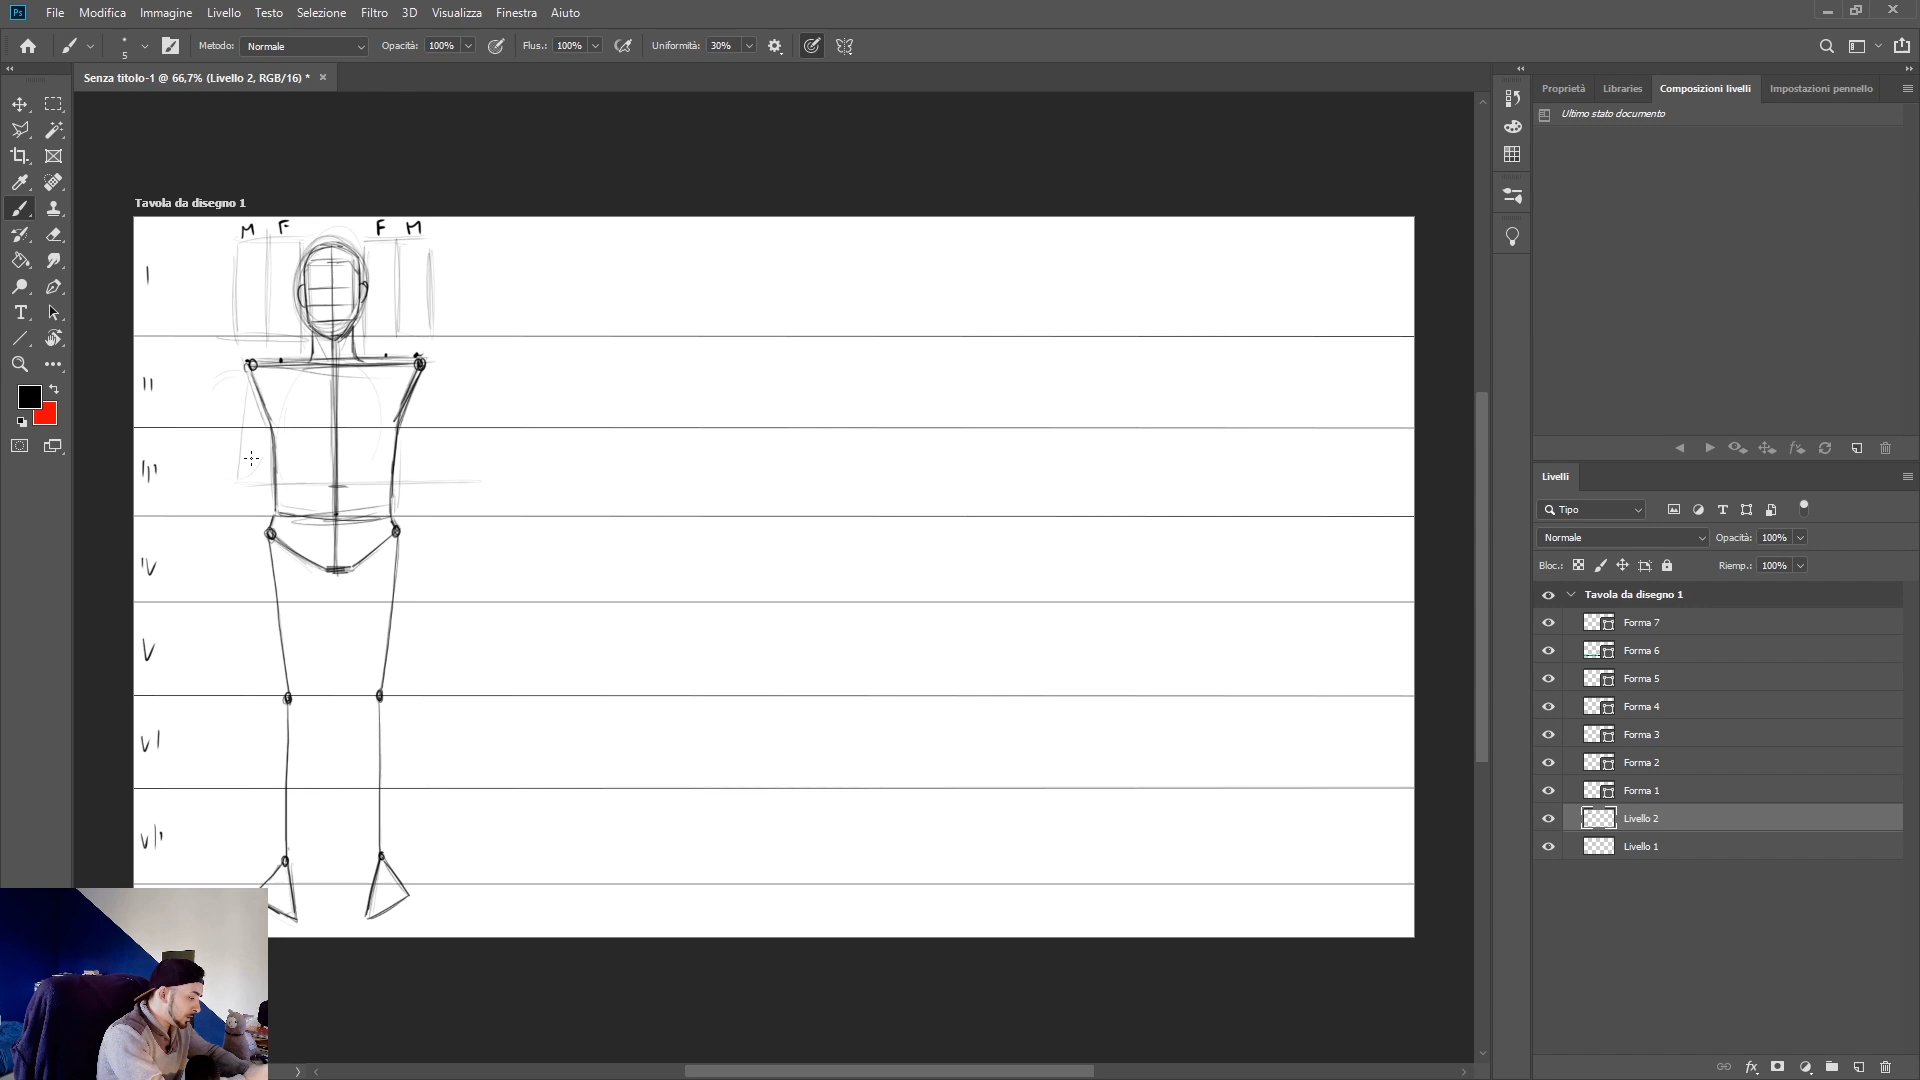 Ps File Modifica Immagine Livello Testo Selezione Filtro 3D Visualizza Finestra Aiuto
5 Metodo: Normale Opacità: 100% Flus.: 100% Uniformità: 30%
Senza titolo-1 @ 66,7% (Livello 2, RGB/16) *
Proprietà Libraries Composizioni livelli Impostazioni pennello
Ultimo stato documento
Tavola da disegno 1
M F F M
I
II
III
IV
V
VI
VII
Livelli
Tipo
Normale Opacità: 100%
Bloc.: Riemp.: 100%
Tavola da disegno 1
Forma 7
Forma 6
Forma 5
Forma 4
Forma 3
Forma 2
Forma 1
Livello 2
Livello 1